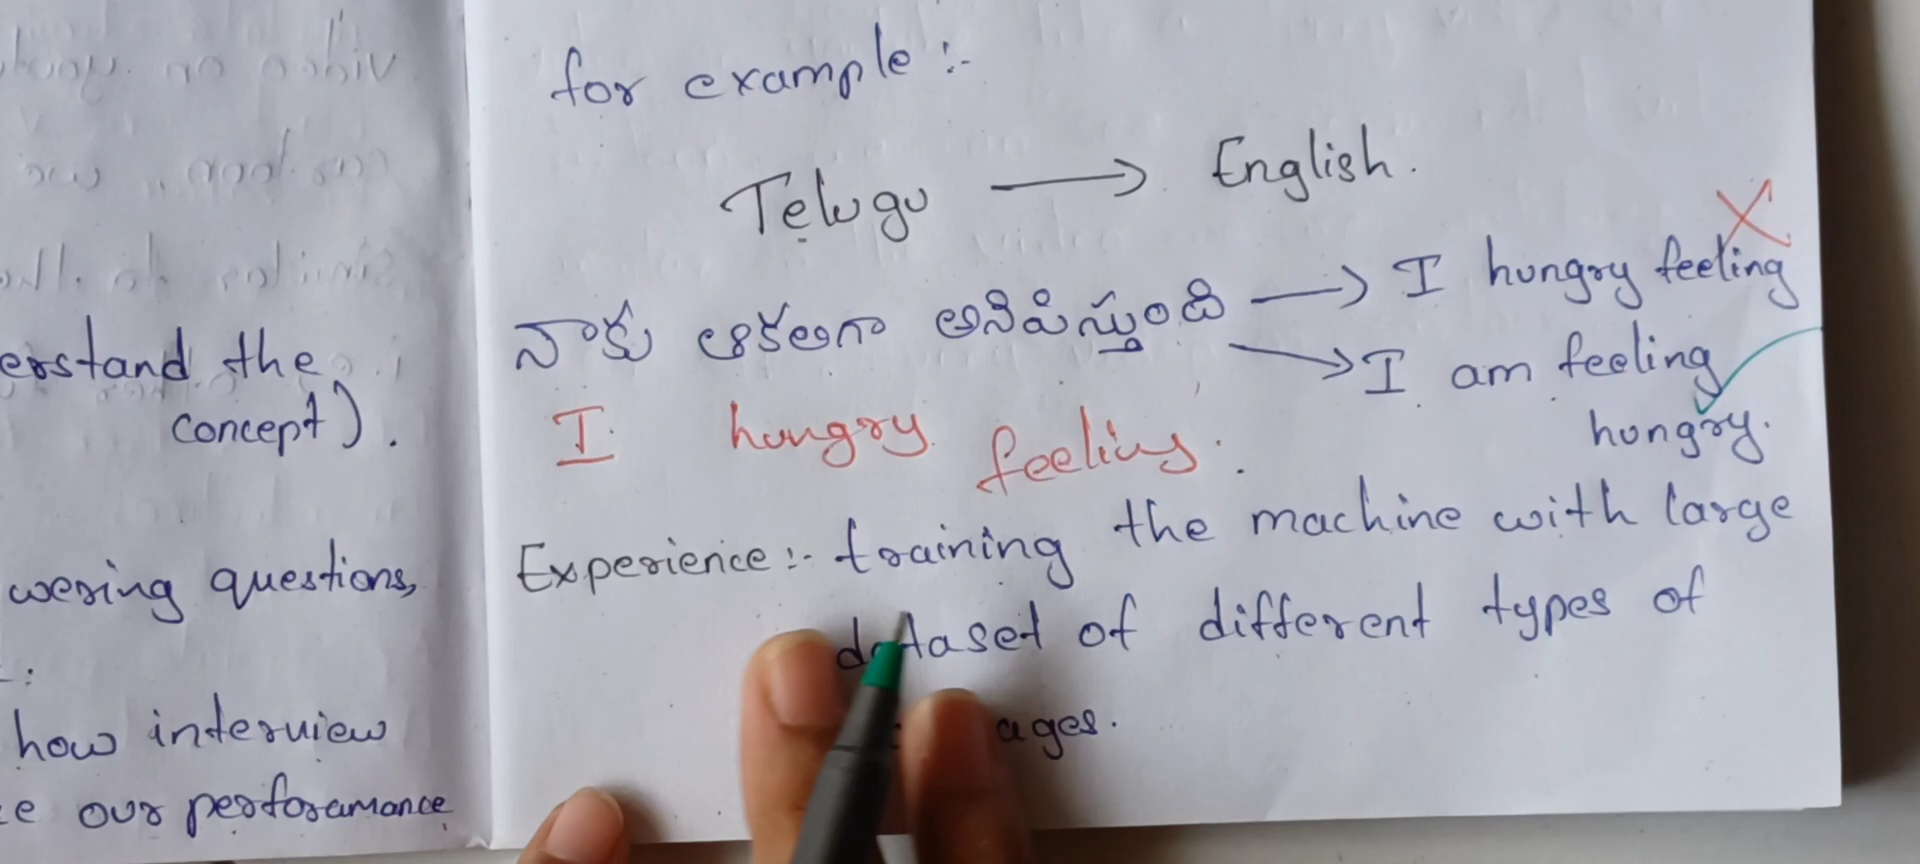 erstand the
concept).
wering questions,
how interview
e our perforamance
for example :-
Telugu → English.
నాకు ఆకలిగా అనిపిస్తుంది → I hungry feeling
→ I am feeling
hungry.
I hungry feeling.
Experience :- training the machine with large
dataset of different types of
ages.